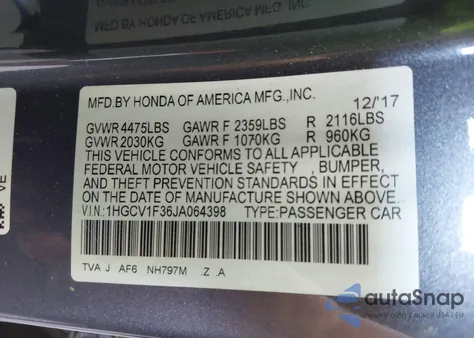 MFD.BY HONDA OF AMERICA MFG.,INC.
12/'17
GVWR 4475LBS GAWR F 2359LBS R 2116LBS
GVWR 2030KG GAWR F 1070KG R 960KG
THIS VEHICLE CONFORMS TO ALL APPLICABLE
FEDERAL MOTOR VEHICLE SAFETY , BUMPER,
AND THEFT PREVENTION STANDARDS IN EFFECT
ON THE DATE OF MANUFACTURE SHOWN ABOVE.
V.I.N.:1HGCV1F36JA064398 TYPE:PASSENGER CAR
TVA J AF6 NH797M .Z .A
VE
autoSnap